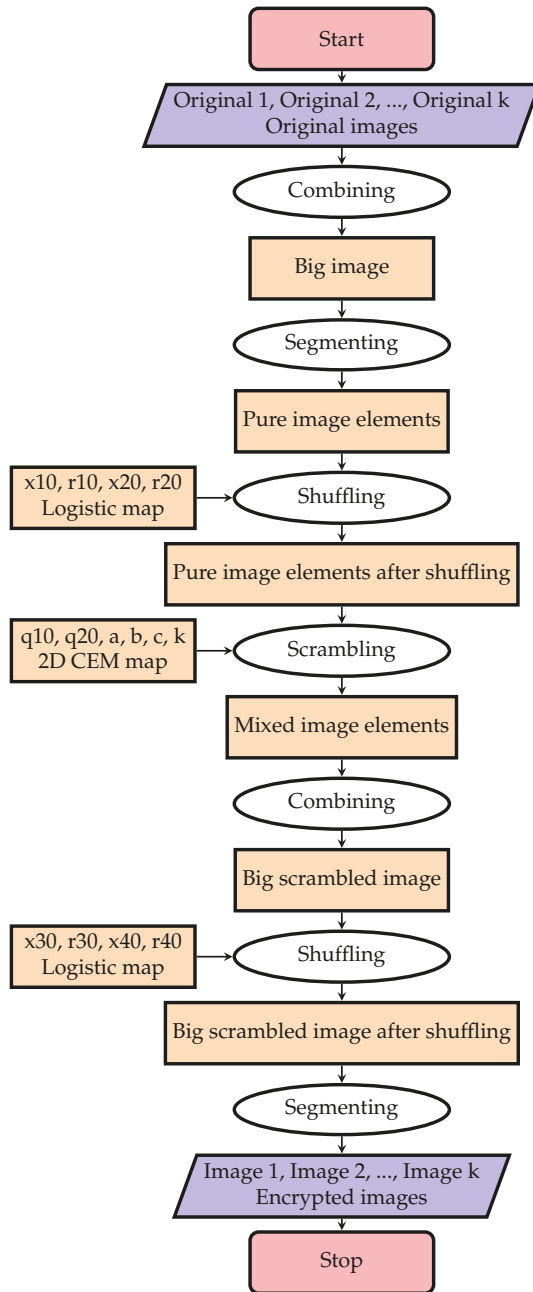 Start
Original 1, Original 2, ..., Original k
Original images
Combining
Big image
Segmenting
Pure image elements
x10, r10, x20, r20
Logistic map
Shuffling
Pure image elements after shuffling
q10, q20, a, b, c, k
2D CEM map
Scrambling
Mixed image elements
Combining
Big scrambled image
x30, r30, x40, r40
Logistic map
Shuffling
Big scrambled image after shuffling
Segmenting
Image 1, Image 2, ..., Image k
Encrypted images
Stop